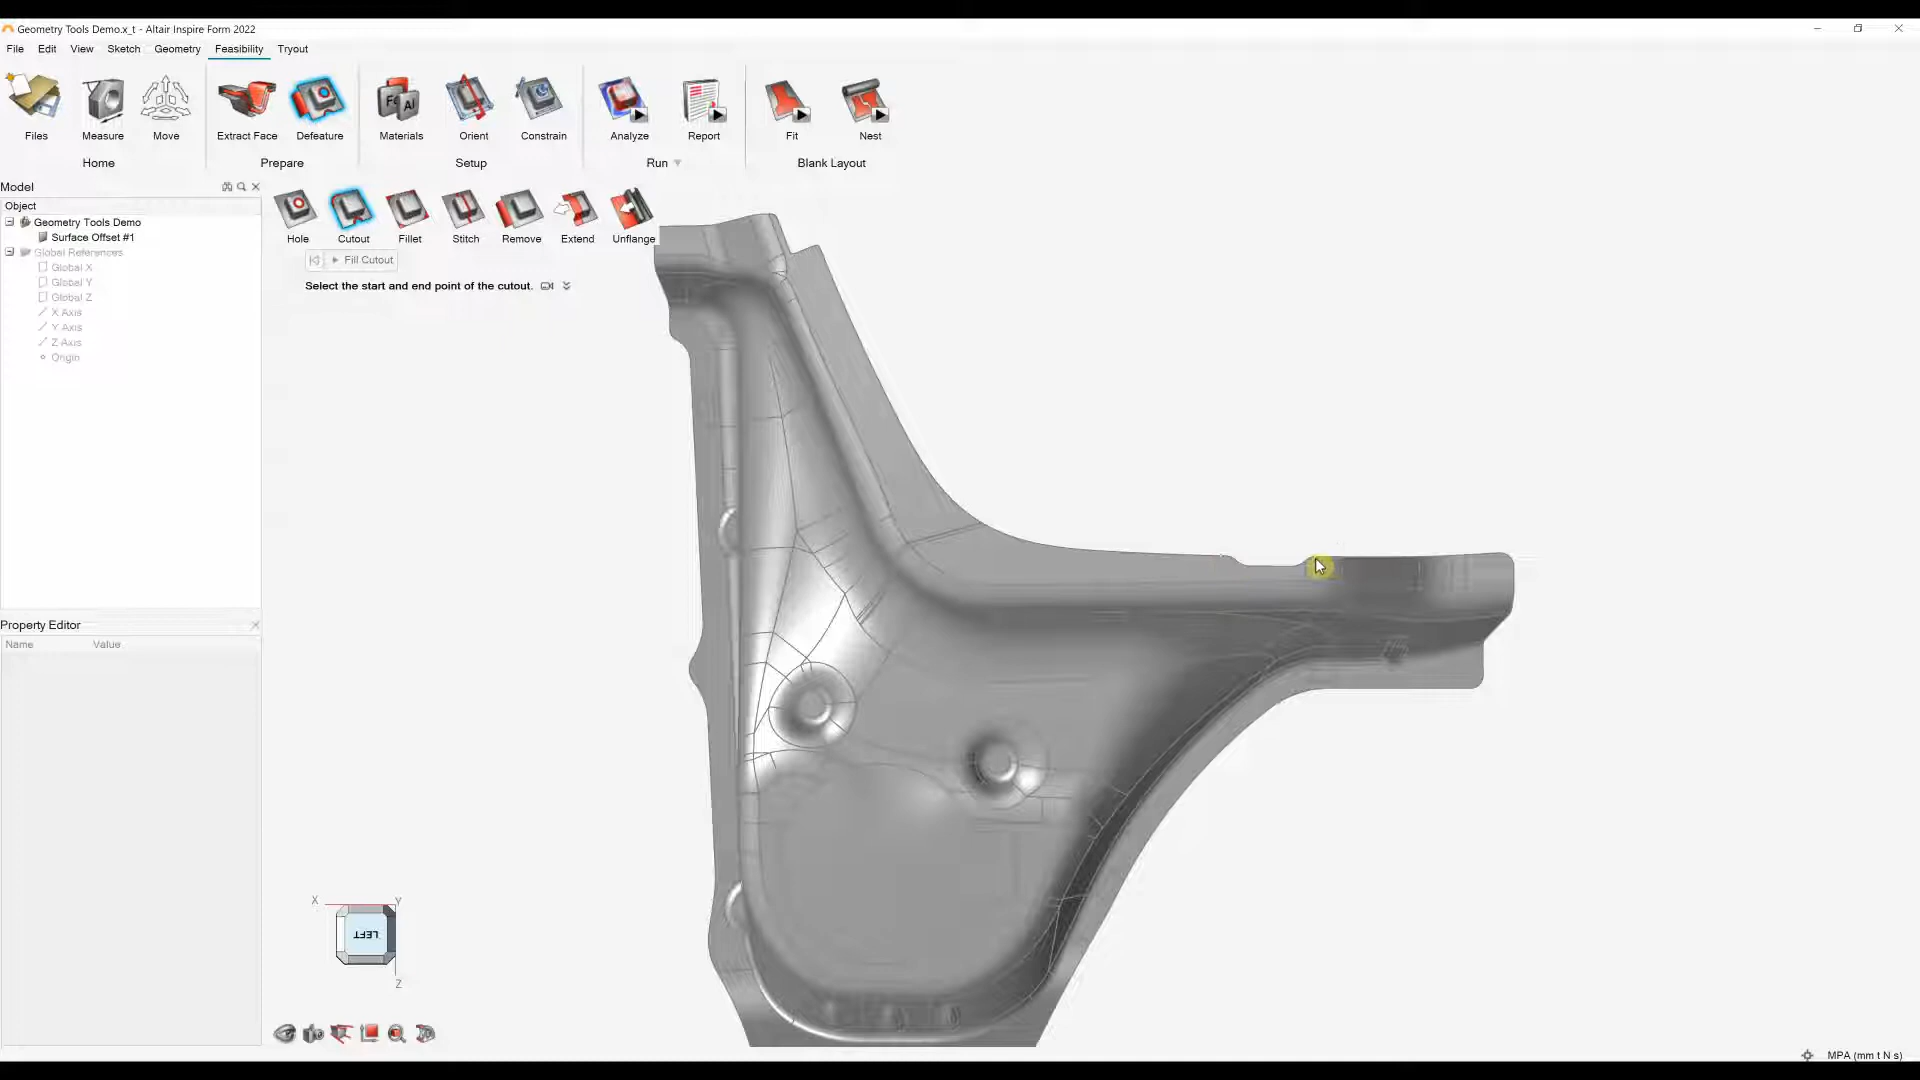 Geometry Tools Demo.x_t - Altair Inspire Form 2022
File Edit View Sketch Geometry Feasibility Tryout
Files Measure Move Extract Face Defeature Materials Orient Constrain Analyze Report Fit Nest
Home Prepare Setup Run Blank Layout
Model
Object
Geometry Tools Demo
Surface Offset #1
Global References
Global X
Global Y
Global Z
X Axis
Y Axis
Z Axis
Origin
Hole Cutout Fillet Stitch Remove Extend Unflange
Fill Cutout
Select the start and end point of the cutout.
Property Editor
Name Value
X Y
LEFT
Z
MPA (mm t N s)